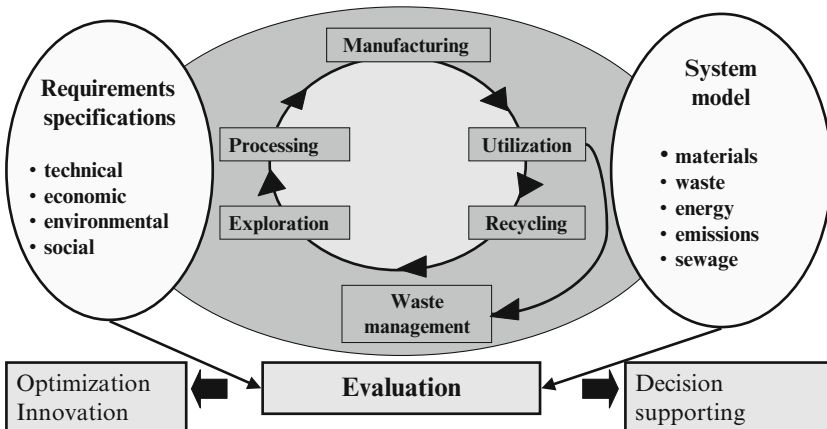 Requirements
specifications
• technical
• economic
• environmental
• social
Manufacturing
Processing
Utilization
Exploration
Recycling
Waste
management
System
model
• materials
• waste
• energy
• emissions
• sewage
Optimization
Innovation
Evaluation
Decision
supporting